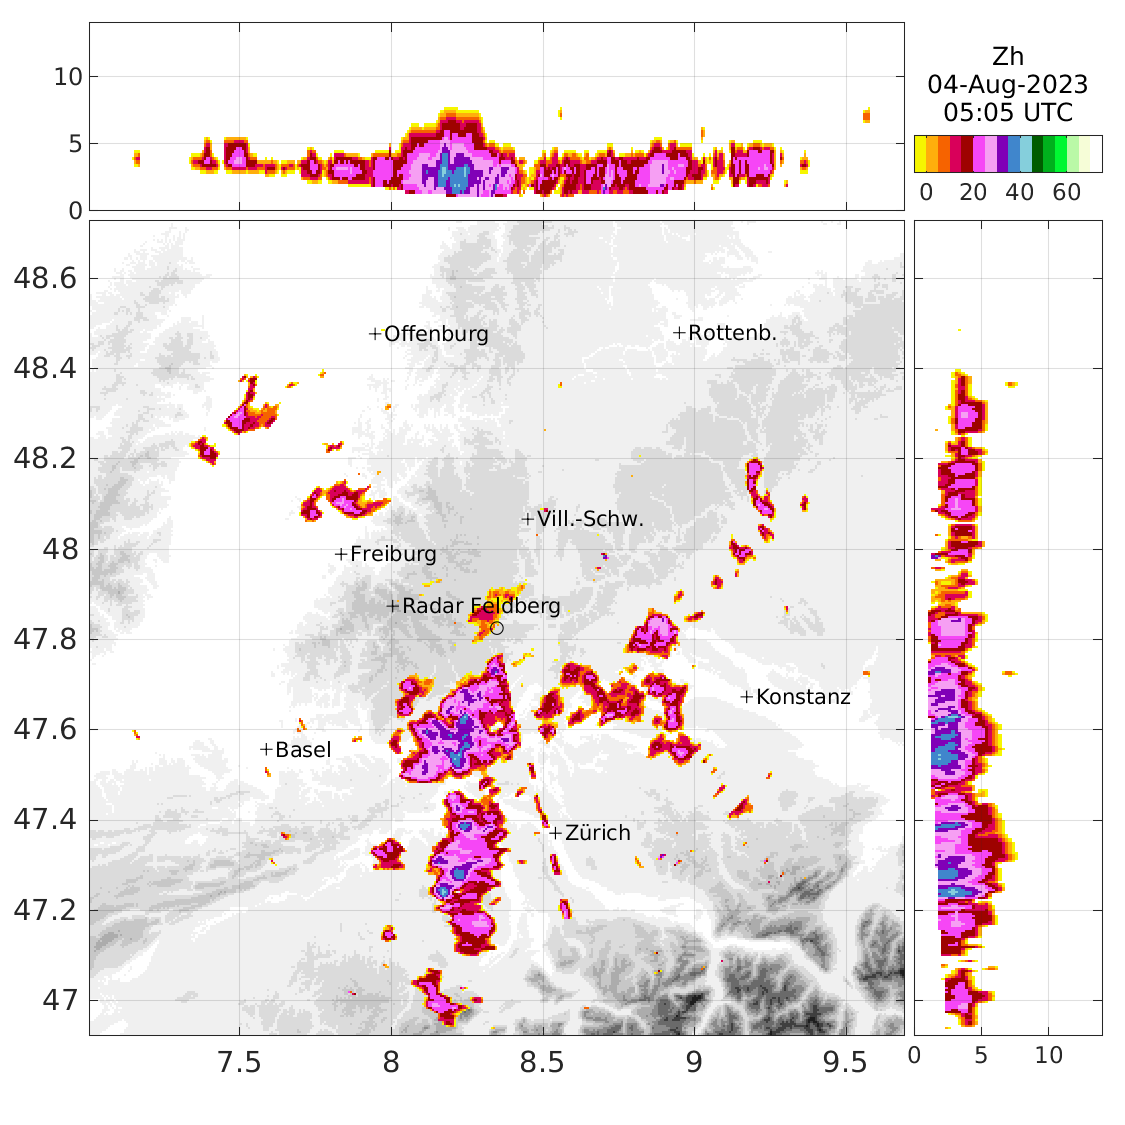 10
5
0
Zh
04-Aug-2023
05:05 UTC
0 20 40 60
48.6
48.4
48.2
48
47.8
47.6
47.4
47.2
47
Offenburg
Rottenb.
Vill.-Schw.
Freiburg
Radar Feldberg
Konstanz
Basel
Zürich
7.5 8 8.5 9 9.5
0 5 10